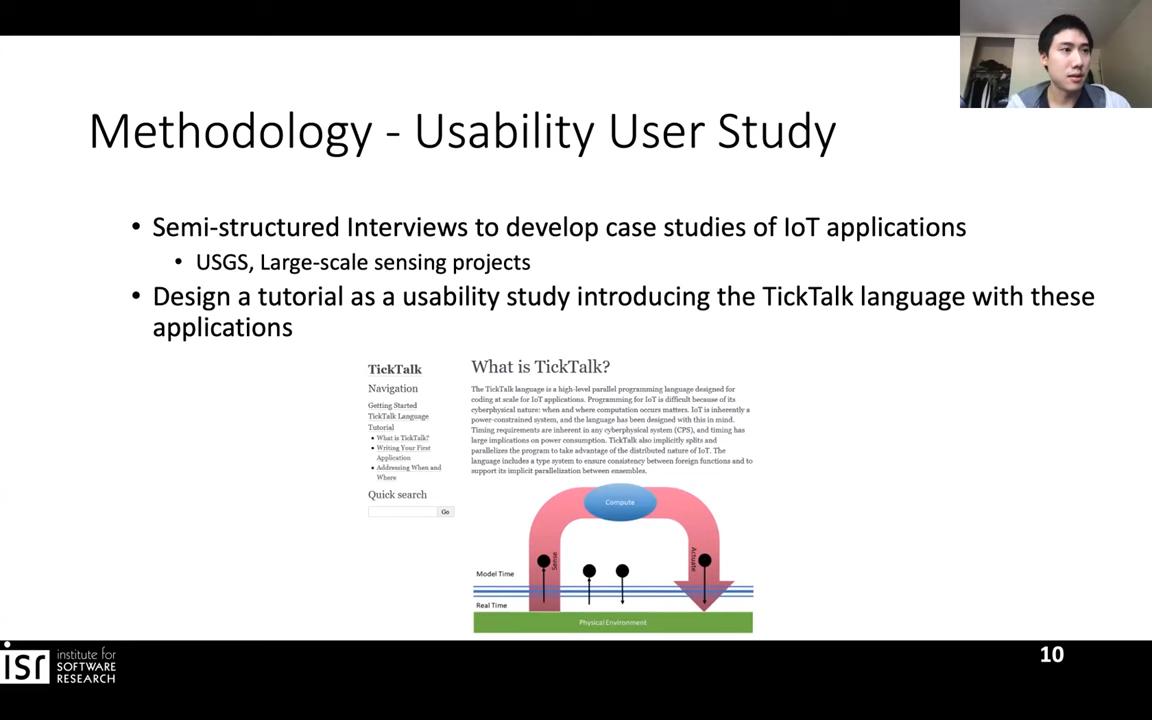 Methodology - Usability User Study
• Semi-structured Interviews to develop case studies of IoT applications
• USGS, Large-scale sensing projects
• Design a tutorial as a usability study introducing the TickTalk language with these
applications
TickTalk
Navigation
Getting Started
TickTalk Language
Tutorial
• What is TickTalk?
• Writing Your First
Application
• Addressing When and
Where
Quick search
Go
What is TickTalk?
The TickTalk language is a high-level parallel programming language designed for
coding at scale for IoT applications. Programming for IoT is difficult because of its
cyberphysical nature: when and where computation occurs matters. IoT is inherently a
power-constrained system, and the language has been designed with this in mind.
Timing requirements are inherent in any cyberphysical system (CPS), and timing has
large implications on power consumption. TickTalk also implicitly splits and
parallelizes the program to take advantage of the distributed nature of IoT. The
language includes a type system to ensure consistency between foreign functions and to
support its implicit parallelization between ensembles.
Compute
Sense
Actuate
Model Time
Real Time
Physical Environment
isr institute for
SOFTWARE
RESEARCH
10